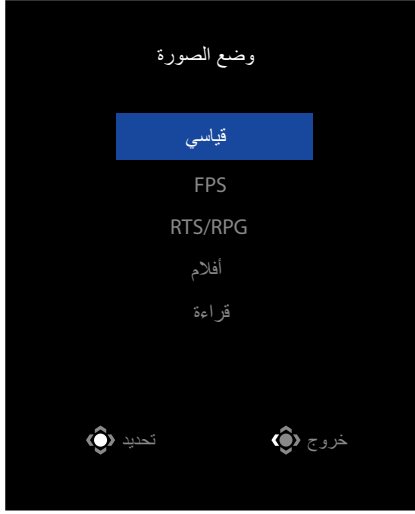 وضع الصورة
قياسي
FPS
RTS/RPG
أفلام
قراءة
خروج تحديد